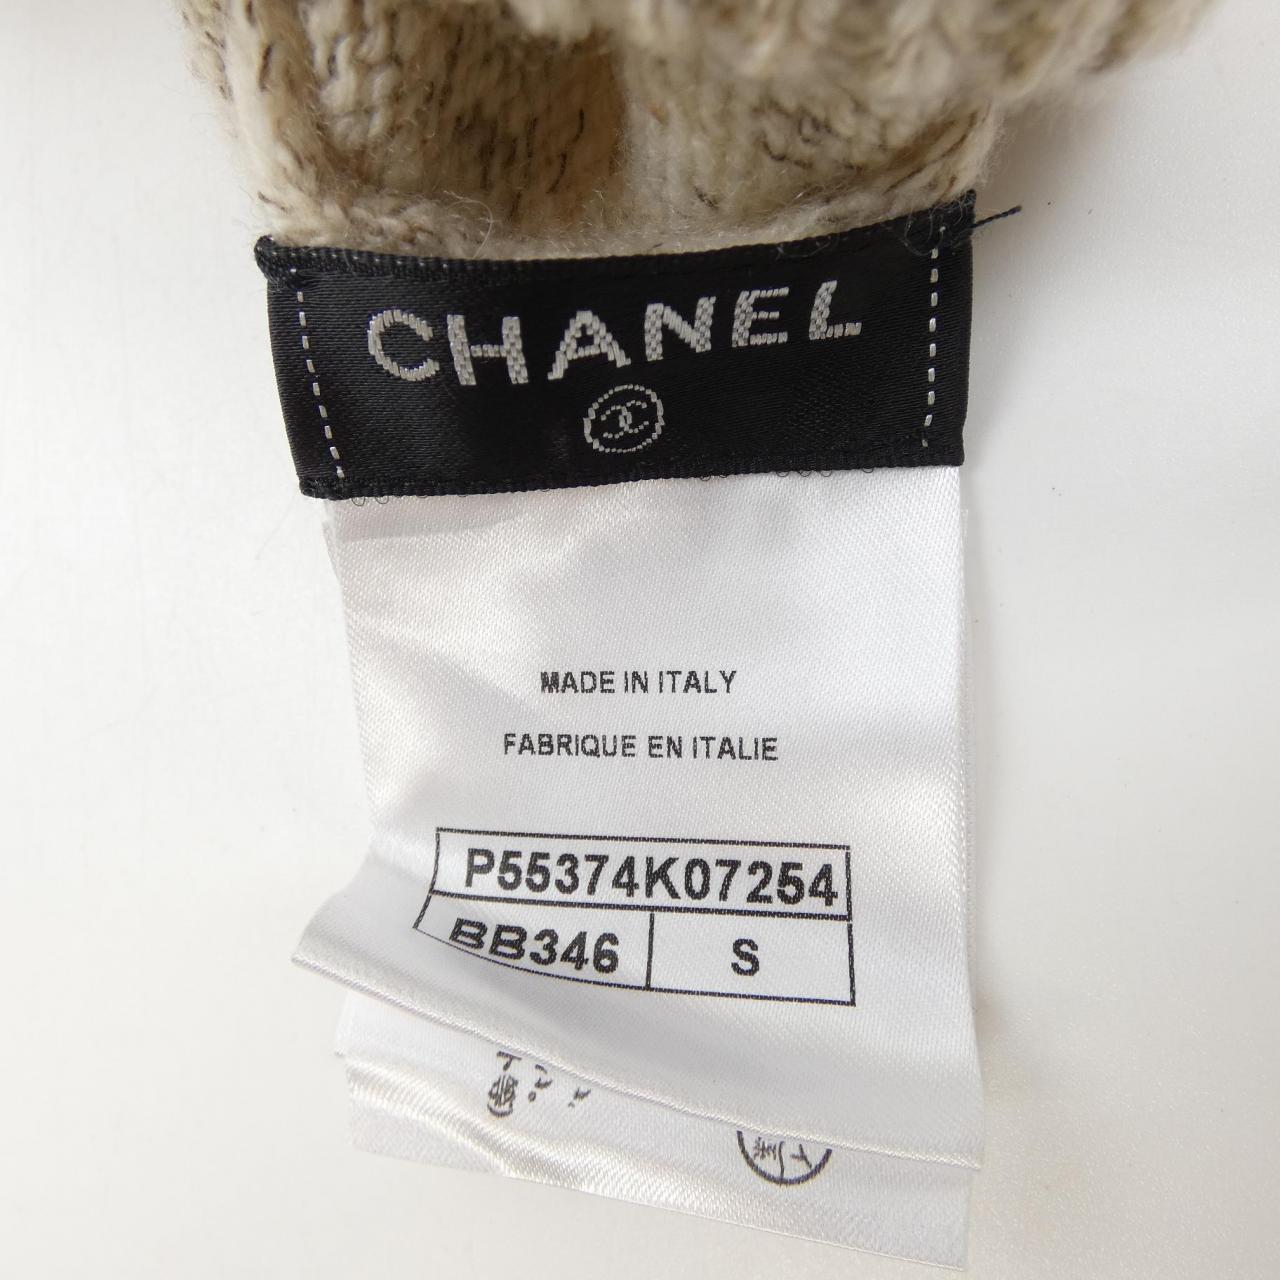 CHANEL
MADE IN ITALY
FABRIQUE EN ITALIE
P55374K07254
BB346 S